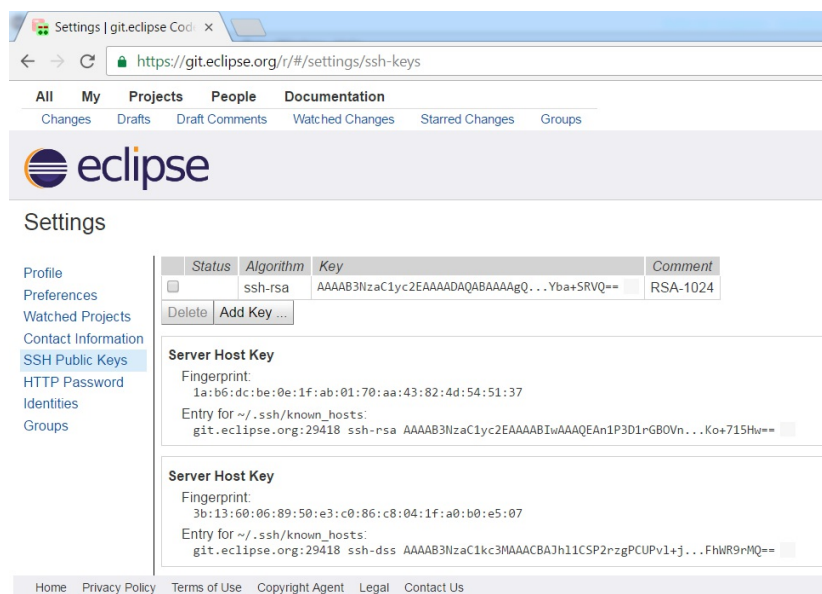 Settings | git.eclipse Code
https://git.eclipse.org/r/#/settings/ssh-keys
All My Projects People Documentation
Changes Drafts Draft Comments Watched Changes Starred Changes Groups
eclipse
Settings
Profile
Preferences
Watched Projects
Contact Information
SSH Public Keys
HTTP Password
Identities
Groups
Status Algorithm Key Comment
ssh-rsa AAAAB3NzaC1yc2EAAAADAQABAAAAgQ...Yba+SRVQ== RSA-1024
Delete Add Key ...
Server Host Key
Fingerprint:
1a:b6:dc:be:0e:1f:ab:01:70:aa:43:82:4d:54:51:37
Entry for ~/.ssh/known_hosts:
git.eclipse.org:29418 ssh-rsa AAAAB3NzaC1yc2EAAAABIwAAAQEAn1P3D1rGBOVn...Ko+715Hw==
Server Host Key
Fingerprint:
3b:13:60:06:89:50:e3:c0:86:c8:04:1f:a0:b0:e5:07
Entry for ~/.ssh/known_hosts:
git.eclipse.org:29418 ssh-dss AAAAB3NzaC1kc3MAAACBAJhl1CSP2rzgPCUPvl+j...FhWR9rMQ==
Home Privacy Policy Terms of Use Copyright Agent Legal Contact Us